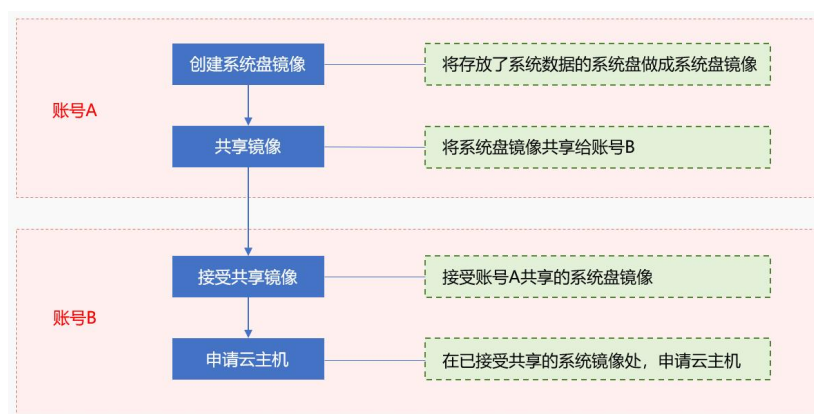 创建系统盘镜像
将存放了系统数据的系统盘做成系统盘镜像
账号A
共享镜像
将系统盘镜像共享给账号B
接受共享镜像
接受账号A共享的系统盘镜像
账号B
申请云主机
在已接受共享的系统镜像处，申请云主机